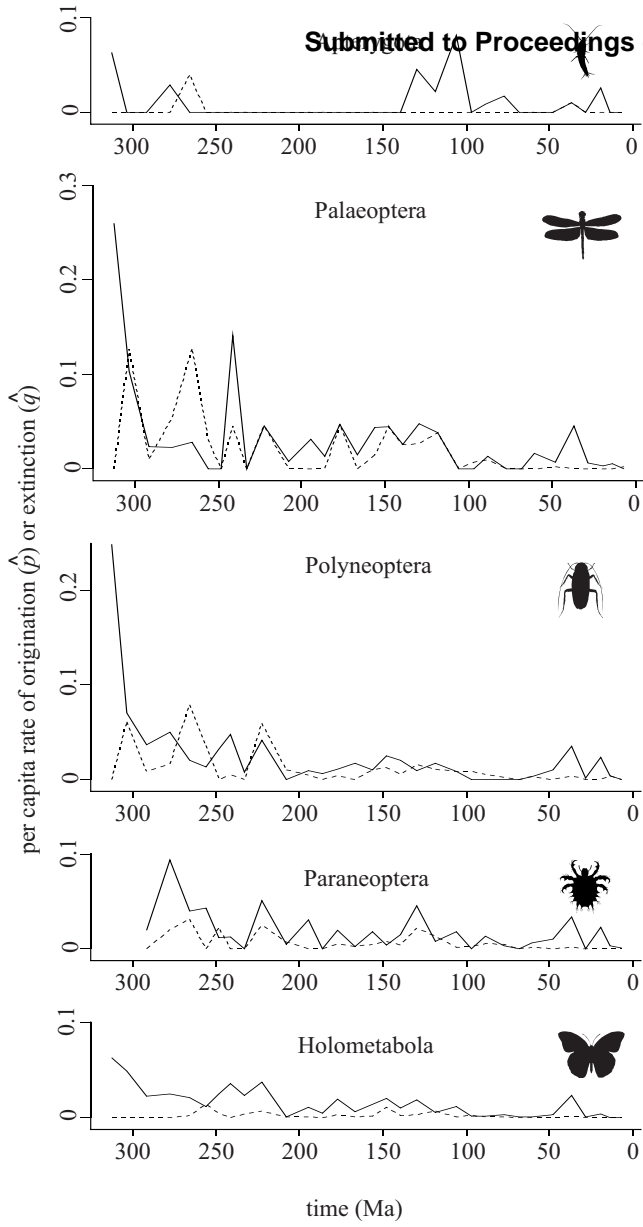 Submitted to Proceedings
0.1
0
300 250 200 150 100 50 0
0.3
0.2
0.1
0
Palaeoptera
300 250 200 150 100 50 0
per capita rate of origination (p̂) or extinction (q̂)
0.2
0.1
0
Polyneoptera
300 250 200 150 100 50 0
0.1
0
Paraneoptera
300 250 200 150 100 50 0
0.1
0
Holometabola
300 250 200 150 100 50 0
time (Ma)